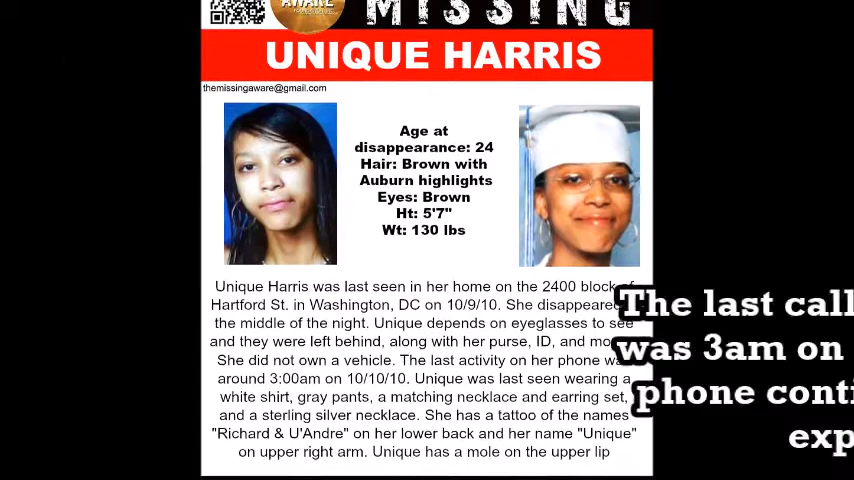 AWARE
MISSING
UNIQUE HARRIS
themissingaware@gmail.com
Age at
disappearance: 24
Hair: Brown with
Auburn highlights
Eyes: Brown
Ht: 5'7"
Wt: 130 lbs
Unique Harris was last seen in her home on the 2400 block of
Hartford St. in Washington, DC on 10/9/10. She disappeared
the middle of the night. Unique depends on eyeglasses to see
and they were left behind, along with her purse, ID, and
She did not own a vehicle. The last activity on her phone was
around 3:00am on 10/10/10. Unique was last seen wearing a
white shirt, gray pants, a matching necklace and earring set,
and a sterling silver necklace. She has a tattoo of the names
"Richard & U'Andre" on her lower back and her name "Unique"
on upper right arm. Unique has a mole on the upper lip
The last call
was 3am on
phone conti
exp